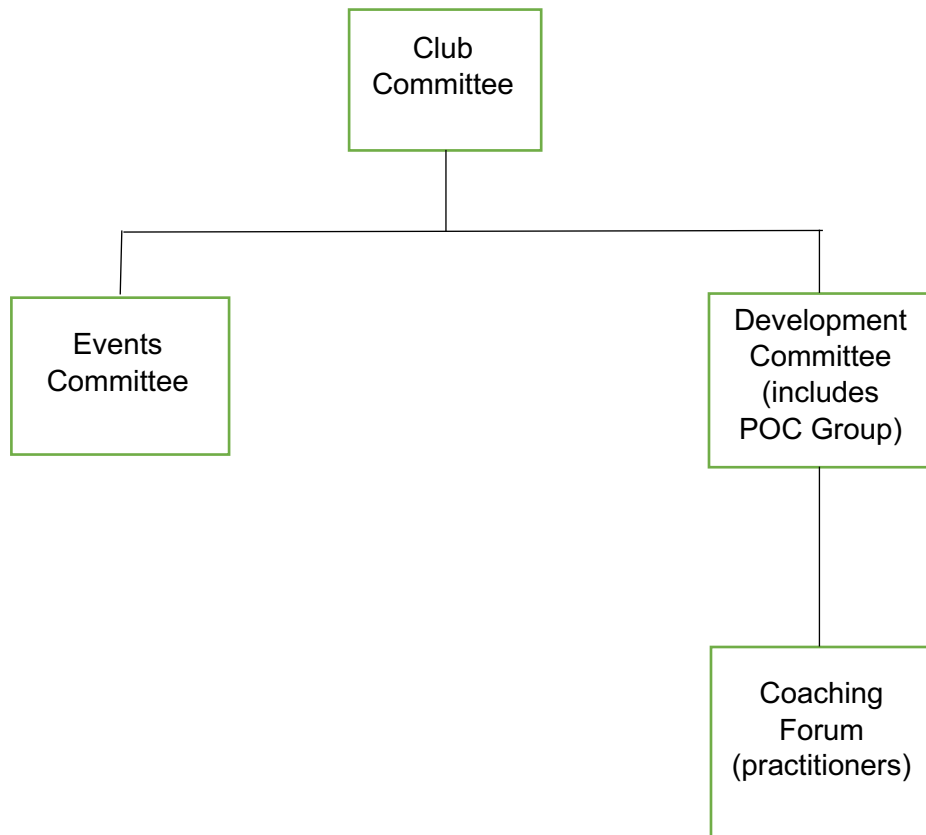 Club
Committee
Events
Committee
Development
Committee
(includes
POC Group)
Coaching
Forum
(practitioners)